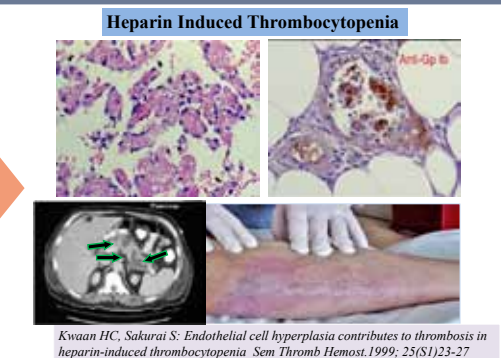 Heparin Induced Thrombocytopenia
Anti-Gp Ib
Kwaan HC, Sakurai S: Endothelial cell hyperplasia contributes to thrombosis in
heparin-induced thrombocytopenia Sem Thromb Hemost.1999; 25(S1)23-27